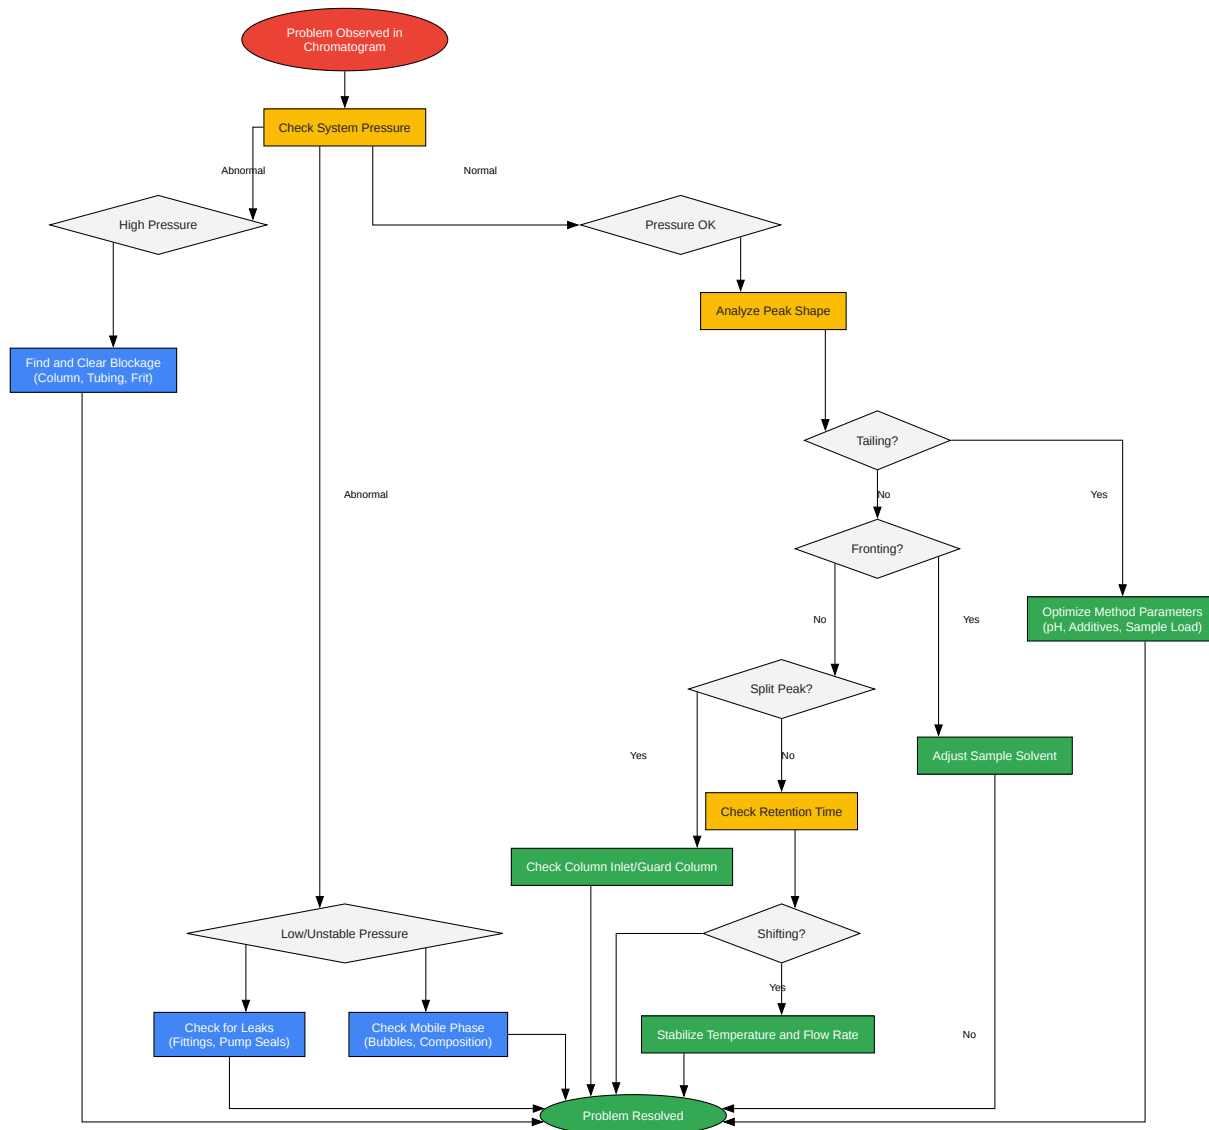 Problem Observed in
Chromatogram
Check System Pressure
Abnormal
Normal
High Pressure
Pressure OK
Analyze Peak Shape
Find and Clear Blockage
(Column, Tubing, Frit)
Tailing?
Abnormal
No
Yes
Fronting?
No
Yes
Optimize Method Parameters
(pH, Additives, Sample Load)
Split Peak?
Yes
No
Adjust Sample Solvent
Check Retention Time
Check Column Inlet/Guard Column
Low/Unstable Pressure
Shifting?
Yes
Check for Leaks
(Fittings, Pump Seals)
Check Mobile Phase
(Bubbles, Composition)
Stabilize Temperature and Flow Rate
No
Problem Resolved